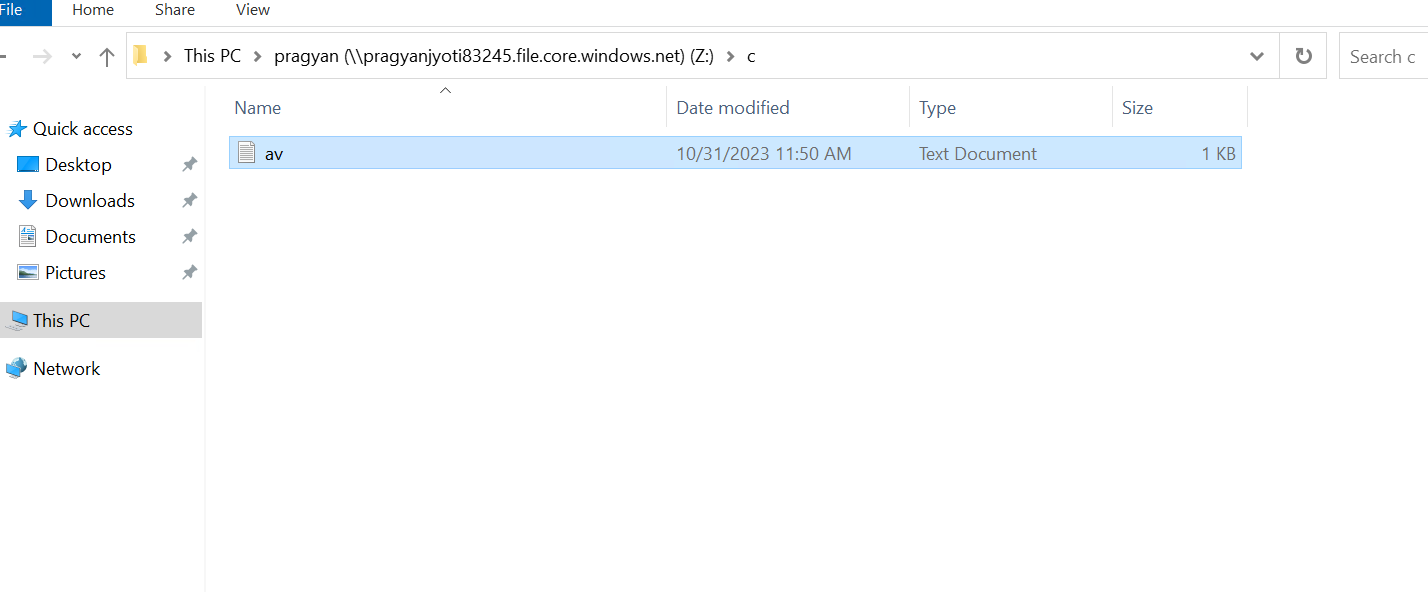 File Home Share View
This PC pragyan (\\pragyanjyoti83245.file.core.windows.net) (Z:) c
Search c
Name Date modified Type Size
av 10/31/2023 11:50 AM Text Document 1 KB
Quick access
Desktop
Downloads
Documents
Pictures
This PC
Network